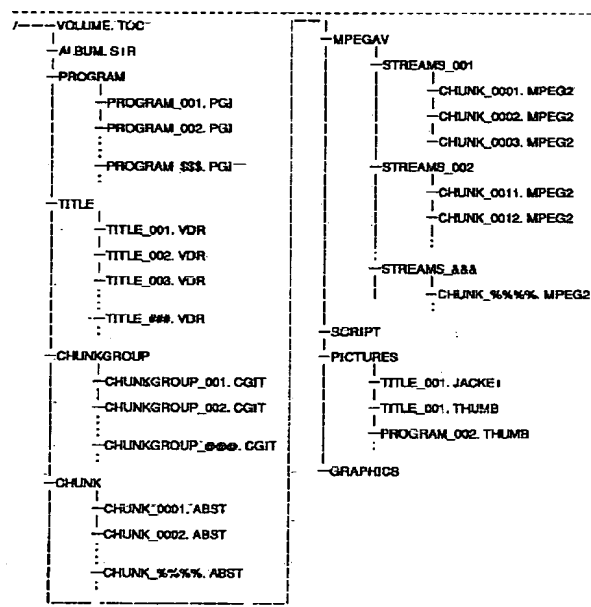 /
VOLUME. TOC
ALBUM. STR
PROGRAM
PROGRAM_001. PGI
PROGRAM_002. PGI
PROGRAM_$$$. PGI
TITLE
TITLE_001. VDR
TITLE_002. VDR
TITLE_003. VDR
TITLE_###. VDR
CHUNKGROUP
CHUNKGROUP_001. CGIT
CHUNKGROUP_002. CGIT
CHUNKGROUP_@@@. CGIT
CHUNK
CHUNK_0001. ABST
CHUNK_0002. ABST
CHUNK_%%%%. ABST
MPEGAV
STREAMS_001
CHUNK_0001. MPEG2
CHUNK_0002. MPEG2
CHUNK_0003. MPEG2
STREAMS_002
CHUNK_0011. MPEG2
CHUNK_0012. MPEG2
STREAMS_&&&
CHUNK_%%%%. MPEG2
SCRIPT
PICTURES
TITLE_001. JACKET
TITLE_001. THUMB
PROGRAM_002. THUMB
GRAPHICS